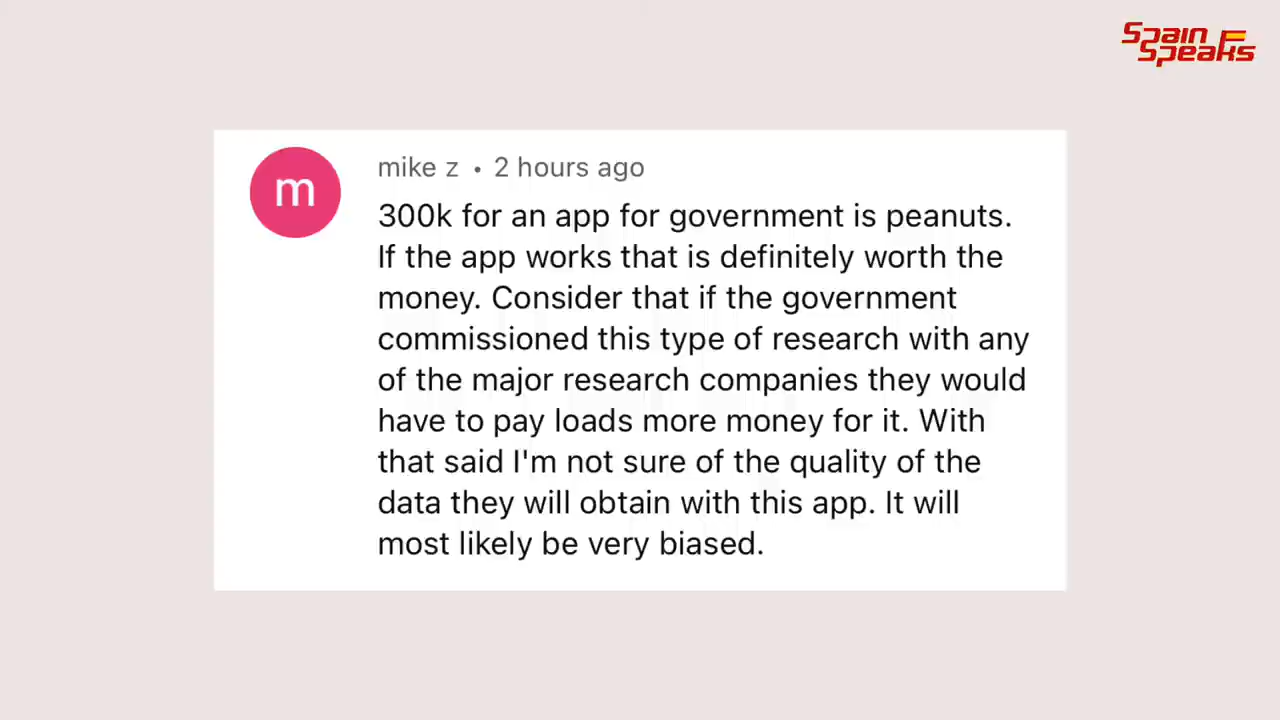 Spain
Speaks
m
mike z • 2 hours ago
300k for an app for government is peanuts.
If the app works that is definitely worth the
money. Consider that if the government
commissioned this type of research with any
of the major research companies they would
have to pay loads more money for it. With
that said I'm not sure of the quality of the
data they will obtain with this app. It will
most likely be very biased.